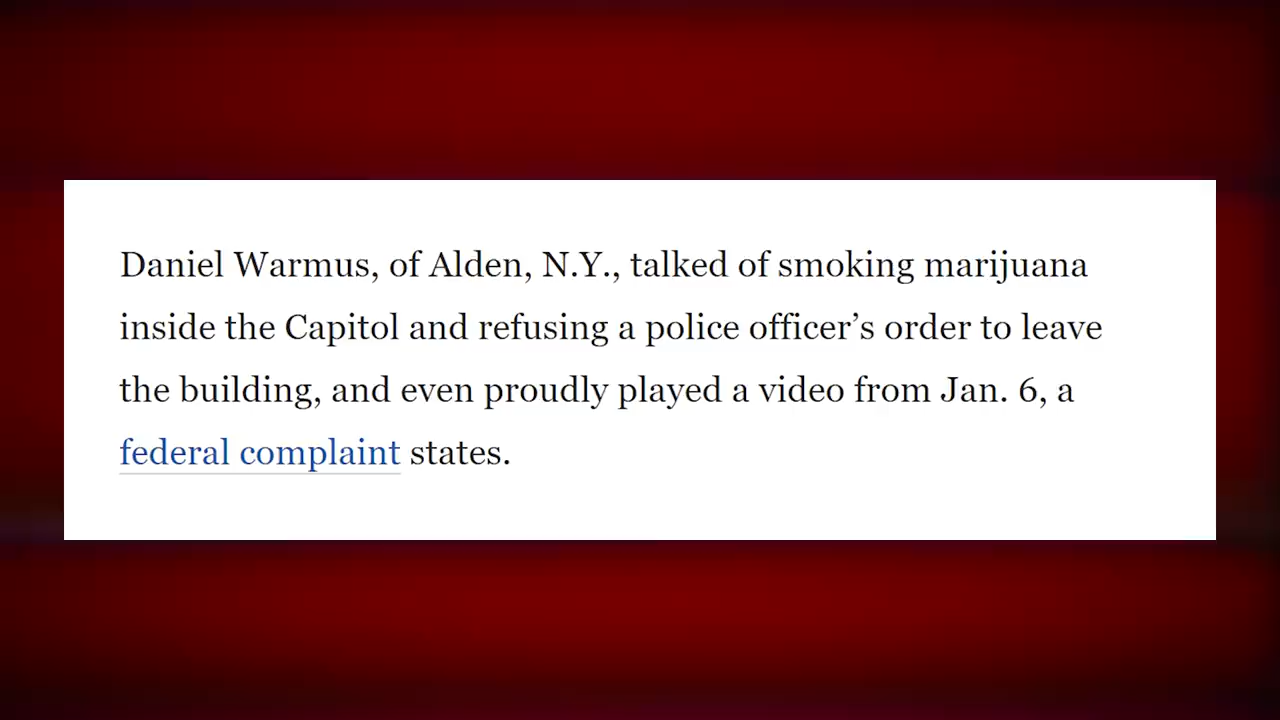 Daniel Warmus, of Alden, N.Y., talked of smoking marijuana
inside the Capitol and refusing a police officer’s order to leave
the building, and even proudly played a video from Jan. 6, a
federal complaint states.